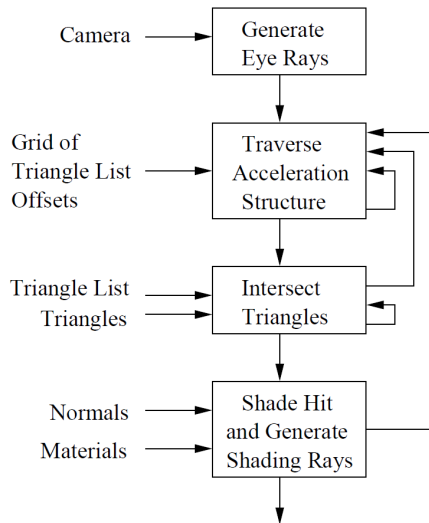 Camera
Generate
Eye Rays
Grid of
Triangle List
Offsets
Traverse
Acceleration
Structure
Triangle List
Triangles
Intersect
Triangles
Normals
Materials
Shade Hit
and Generate
Shading Rays